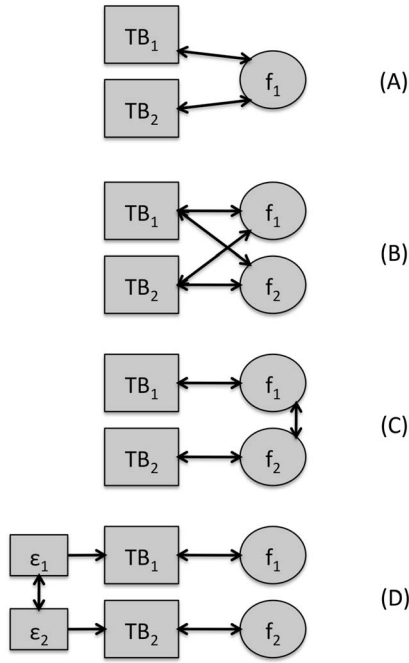 TB₁
f₁
TB₂
(A)
TB₁
f₁
TB₂
f₂
(B)
TB₁
f₁
TB₂
f₂
(C)
ε₁
TB₁
f₁
ε₂
TB₂
f₂
(D)